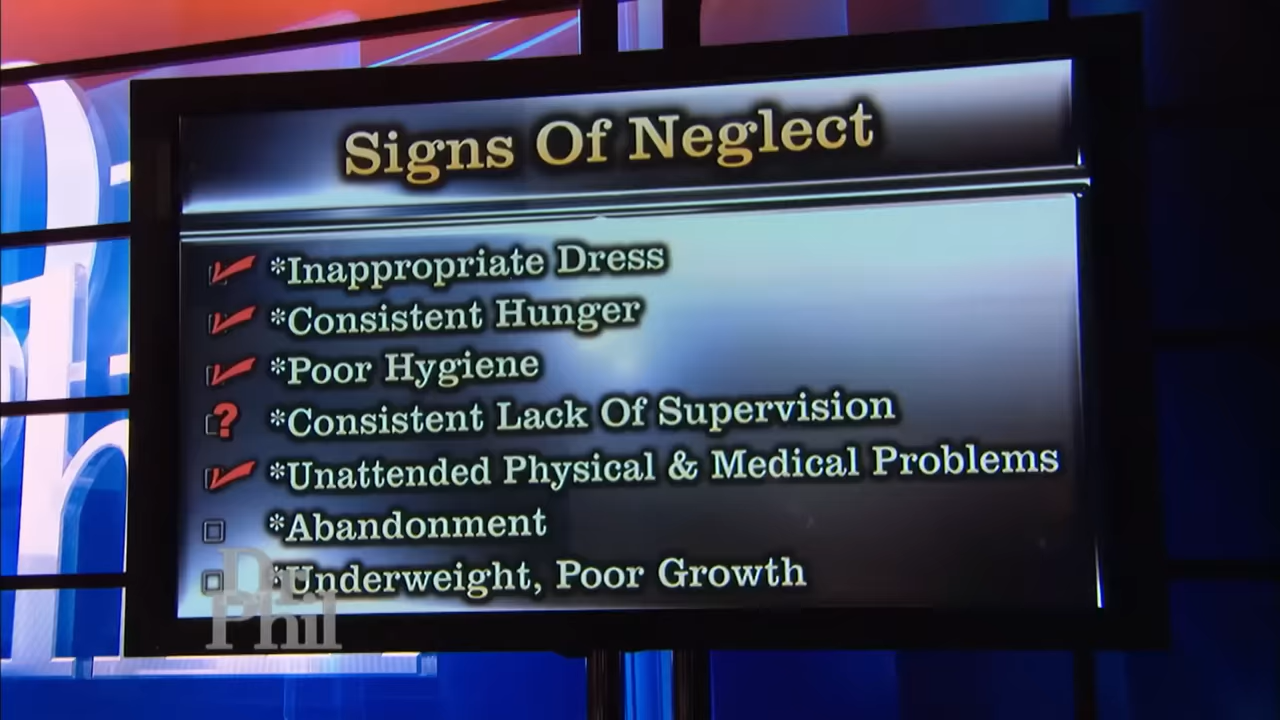 Signs Of Neglect
*Inappropriate Dress
*Consistent Hunger
*Poor Hygiene
? *Consistent Lack Of Supervision
*Unattended Physical & Medical Problems
*Abandonment
*Underweight, Poor Growth
Dr.
Phil